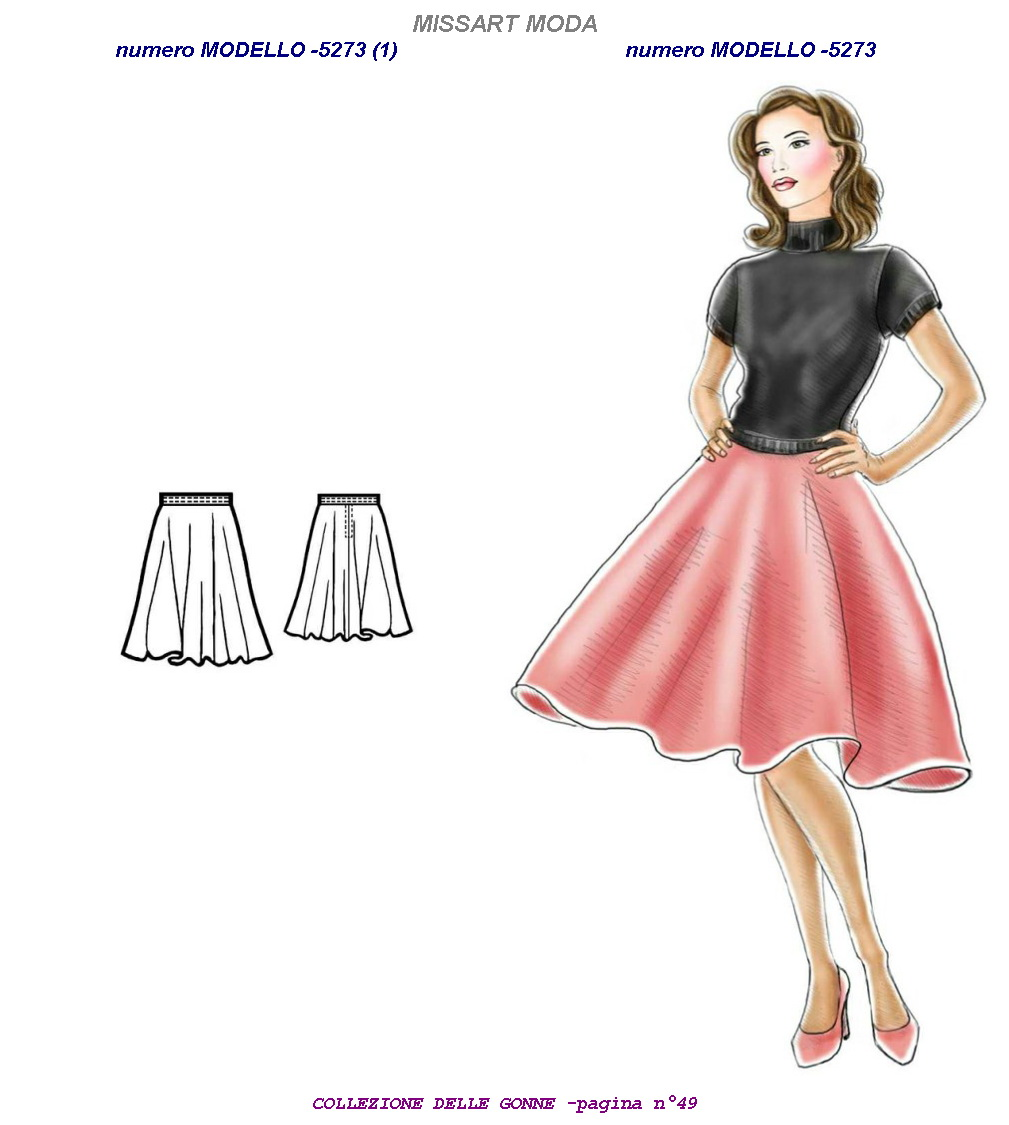 MISSART MODA
numero MODELLO -5273 (1)
numero MODELLO -5273
COLLEZIONE DELLE GONNE -pagina n°49